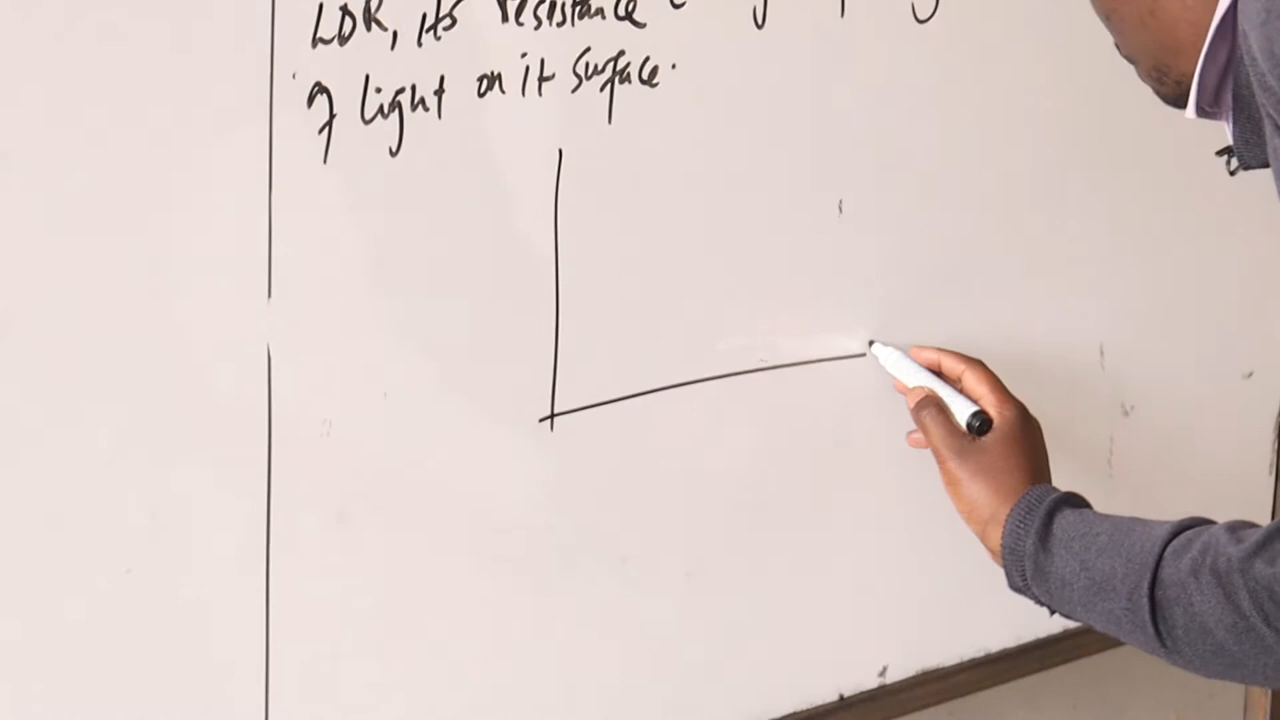 LDR, its resistance
of light on it surface.